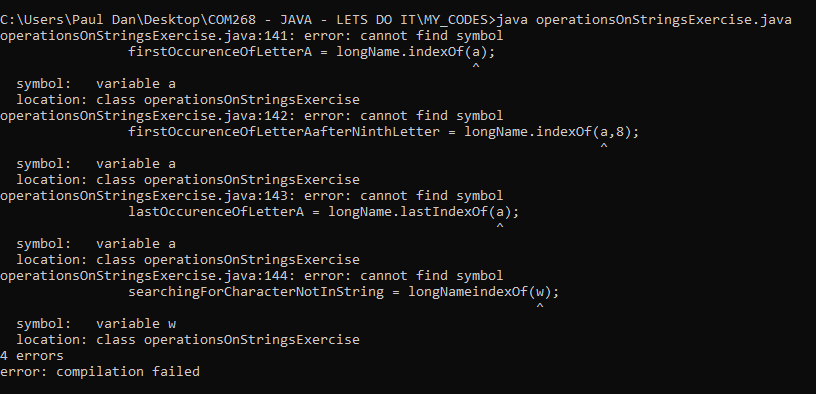 C:\Users\Paul Dan\Desktop\COM268 - JAVA - LETS DO IT\MY_CODES>java operationsOnStringsExercise.java
operationsOnStringsExercise.java:141: error: cannot find symbol
                firstOccurenceOfLetterA = longName.indexOf(a);
                                                           ^
  symbol:   variable a
  location: class operationsOnStringsExercise
operationsOnStringsExercise.java:142: error: cannot find symbol
                firstOccurenceOfLetterAafterNinthLetter = longName.indexOf(a,8);
                                                                           ^
  symbol:   variable a
  location: class operationsOnStringsExercise
operationsOnStringsExercise.java:143: error: cannot find symbol
                lastOccurenceOfLetterA = longName.lastIndexOf(a);
                                                              ^
  symbol:   variable a
  location: class operationsOnStringsExercise
operationsOnStringsExercise.java:144: error: cannot find symbol
                searchingForCharacterNotInString = longNameindexOf(w);
                                                                   ^
  symbol:   variable w
  location: class operationsOnStringsExercise
4 errors
error: compilation failed